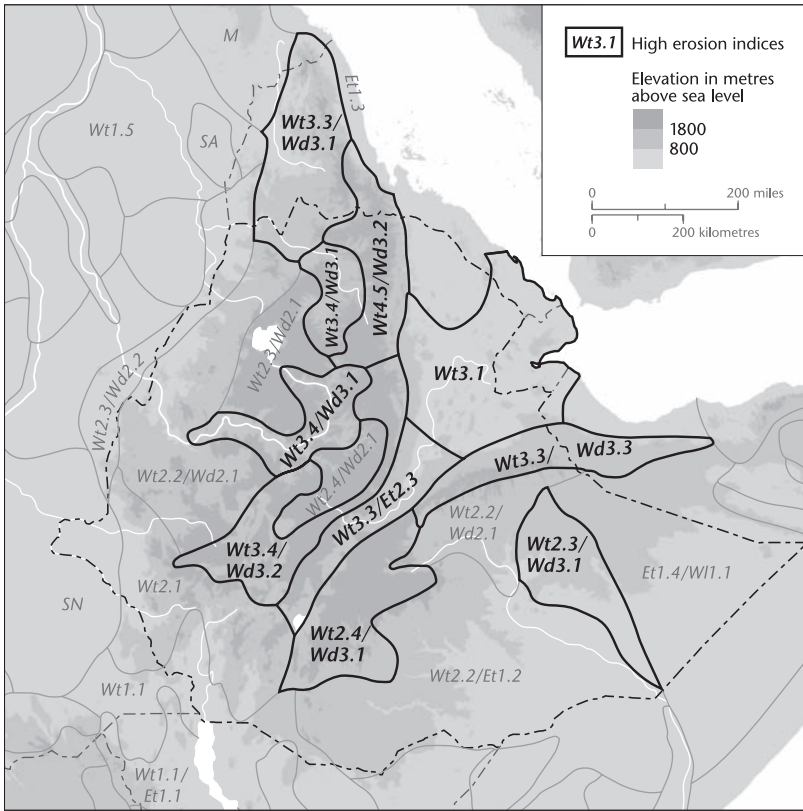 Wt3.1
High erosion indices
Elevation in metres
above sea level
1800
800
0
200 miles
0
200 kilometres
M
Et1.3
Wt1.5
SA
Wt3.3/
Wd3.1
Wt3.4/Wd3.1
Wt4.5/Wd3.2
Wt2.3/Wd2.1
Wt2.3/Wd2.2
Wt3.1
Wt3.4/Wd3.1
Wt2.4/Wd2.1
Wt2.2/Wd2.1
Wt3.3/
Wd3.3
Wt3.3/Et2.3
Wt2.2/
Wd2.1
Wt3.4/
Wd3.2
Wt2.3/
Wd3.1
Et1.4/Wl1.1
Wt2.1
SN
Wt2.4/
Wd3.1
Wt2.2/Et1.2
Wt1.1
Wt1.1/
Et1.1